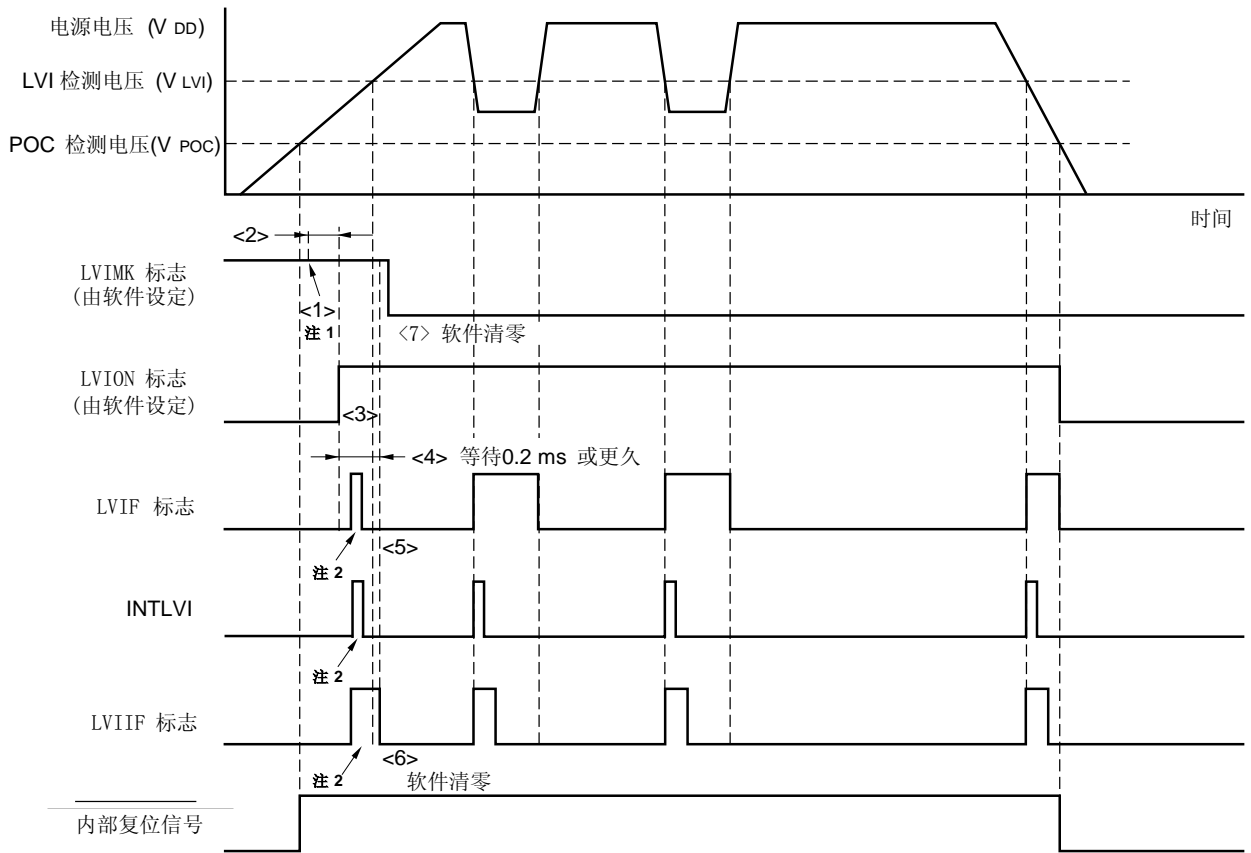 电源电压 (V DD)
LVI 检测电压 (V LVI)
POC 检测电压(V POC)
时间
<2>
LVIMK 标志
(由软件设定)
<1>
注 1
<7> 软件清零
LVION 标志
(由软件设定)
<3>
<4> 等待0.2 ms 或更久
LVIF 标志
<5>
注 2
INTLVI
注 2
LVIIF 标志
<6>
注 2
软件清零
内部复位信号